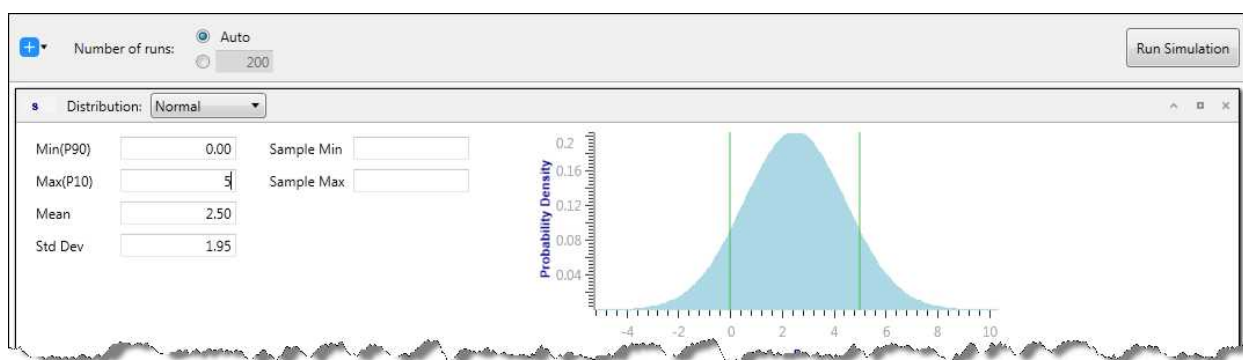 Number of runs:
Auto
200
Run Simulation
s Distribution: Normal
Min(P90) 0.00 Sample Min
Max(P10) 5 Sample Max
Mean 2.50
Std Dev 1.95
Probability Density
0.2
0.16
0.12
0.08
0.04
-4 -2 0 2 4 6 8 10